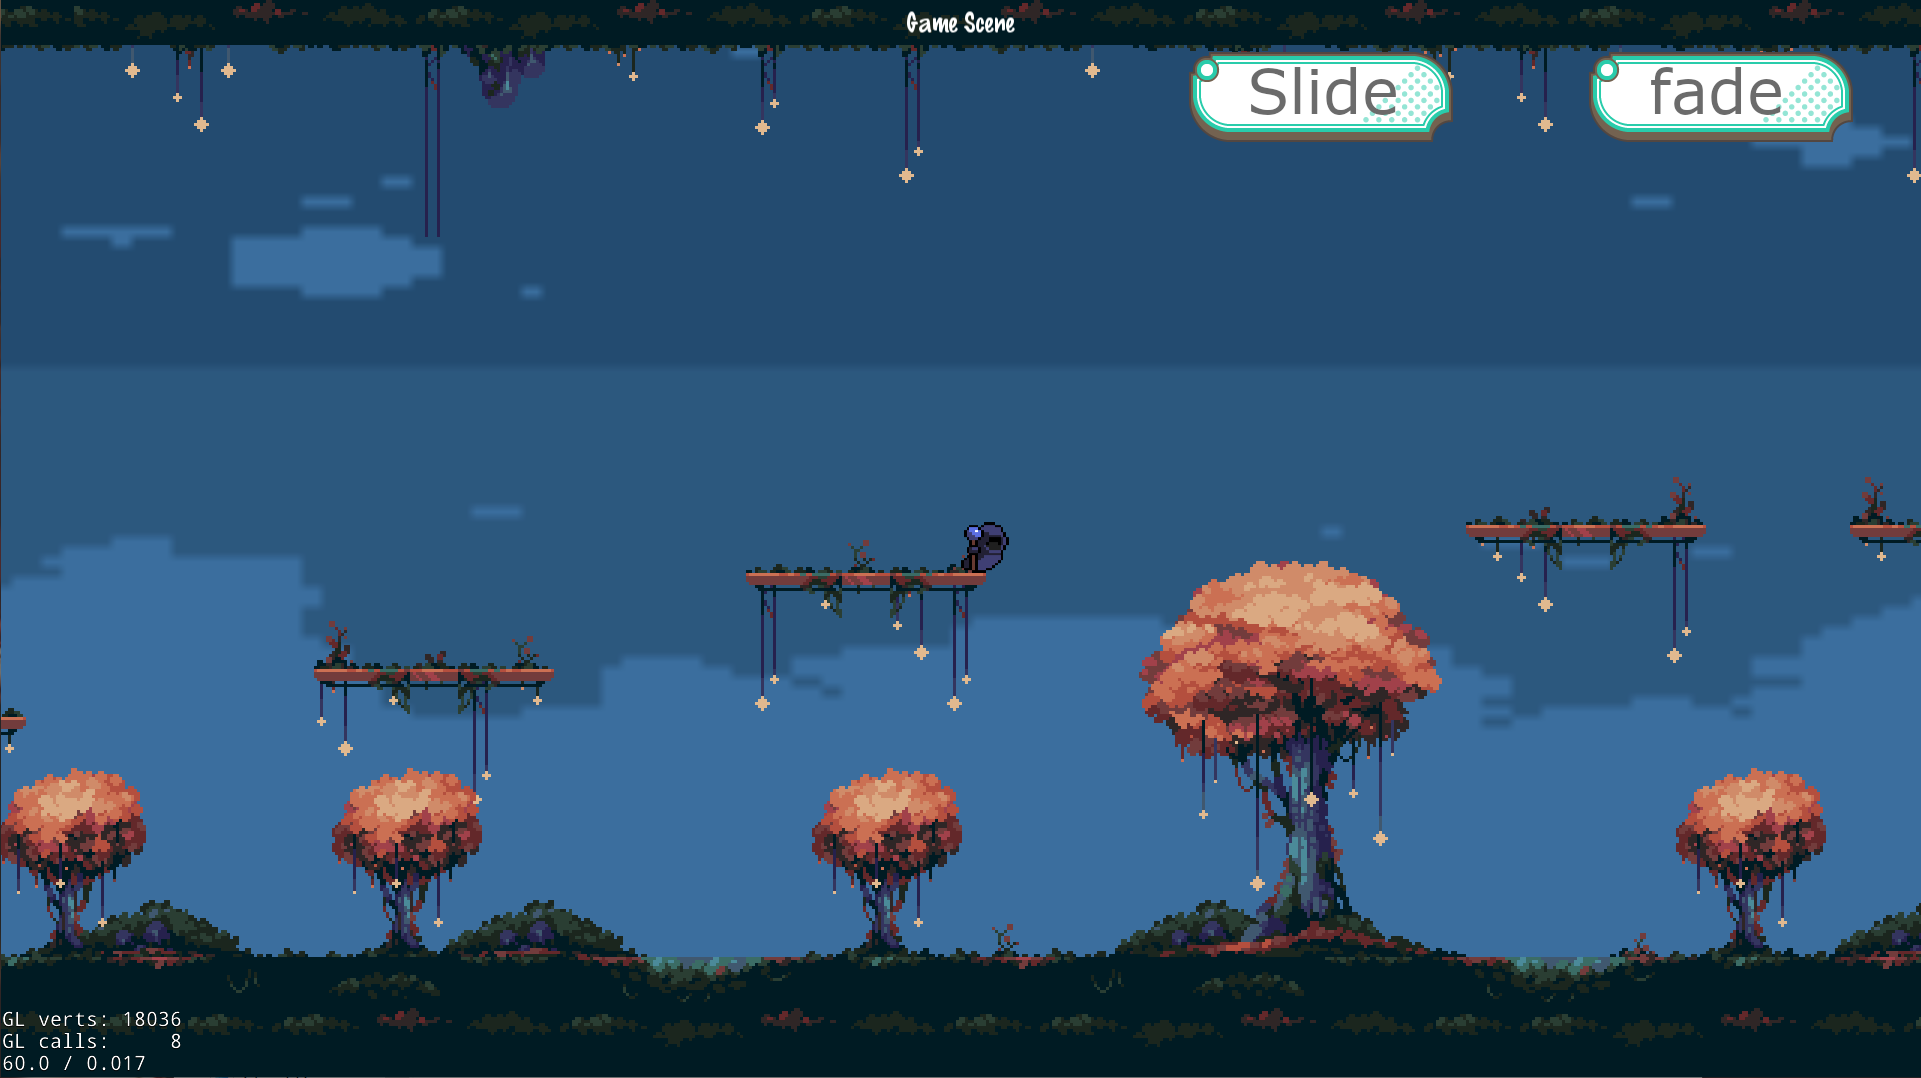 Game Scene
Slide
fade
GL verts: 18036
GL calls: 8
60.0 / 0.017